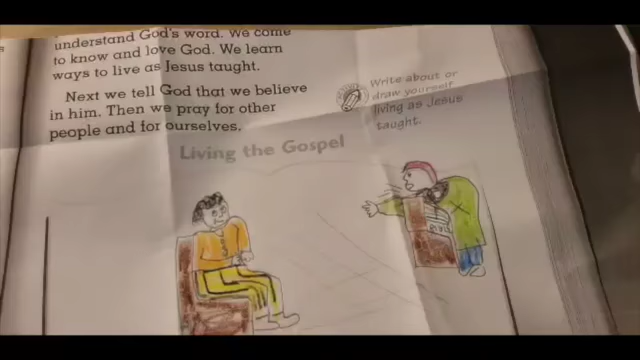 understand God's word. We come
to know and love God. We learn
ways to live as Jesus taught.
Next we tell God that we believe
in him. Then we pray for other
people and for ourselves.
Write about or
draw yourself
living as Jesus
taught.
Living the Gospel